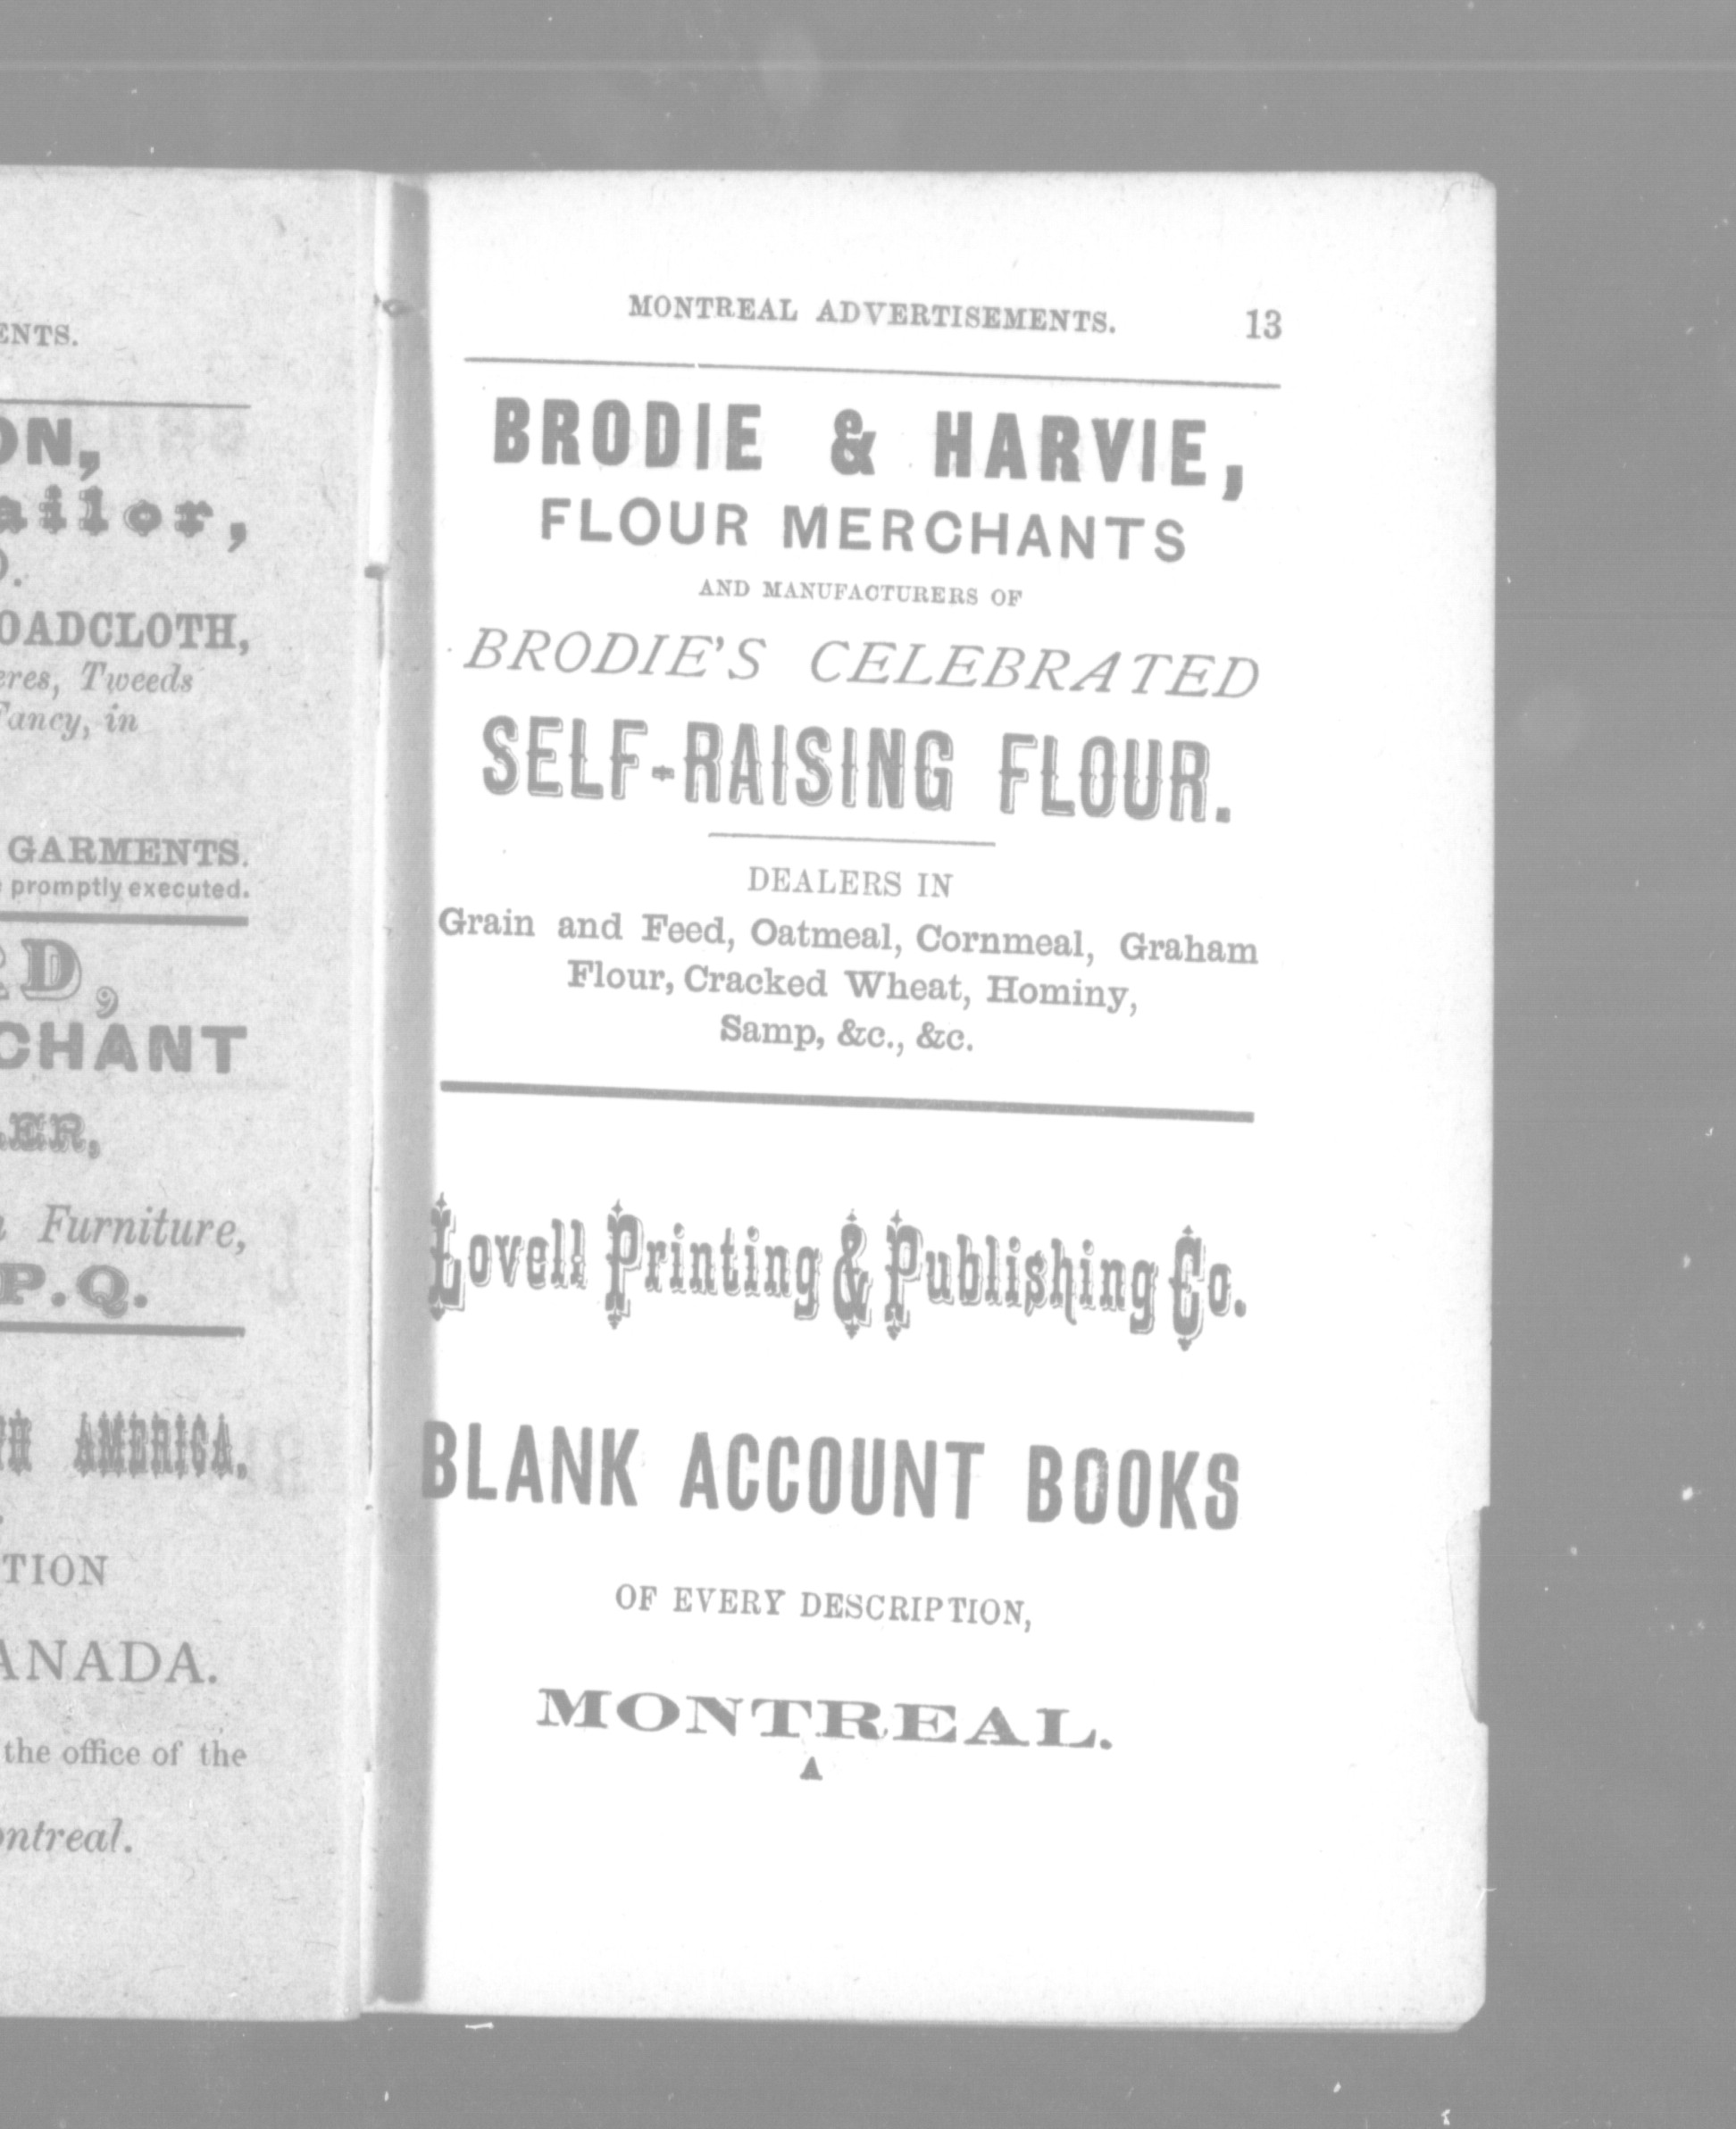 ENTS.
ON,
ailor,
OADCLOTH,
eres, Tweeds
Fancy, in
GARMENTS.
promptly executed.
RD,
CHANT
LER,
Furniture,
P.Q.
TH AMERICA.
TION
ANADA.
the office of the
ontreal.
MONTREAL ADVERTISEMENTS. 13
BRODIE & HARVIE,
FLOUR MERCHANTS
AND MANUFACTURERS OF
BRODIE'S CELEBRATED
SELF-RAISING FLOUR.
DEALERS IN
Grain and Feed, Oatmeal, Cornmeal, Graham
Flour, Cracked Wheat, Hominy,
Samp, &c., &c.
Lovell Printing & Publishing Co.
BLANK ACCOUNT BOOKS
OF EVERY DESCRIPTION,
MONTREAL.
A